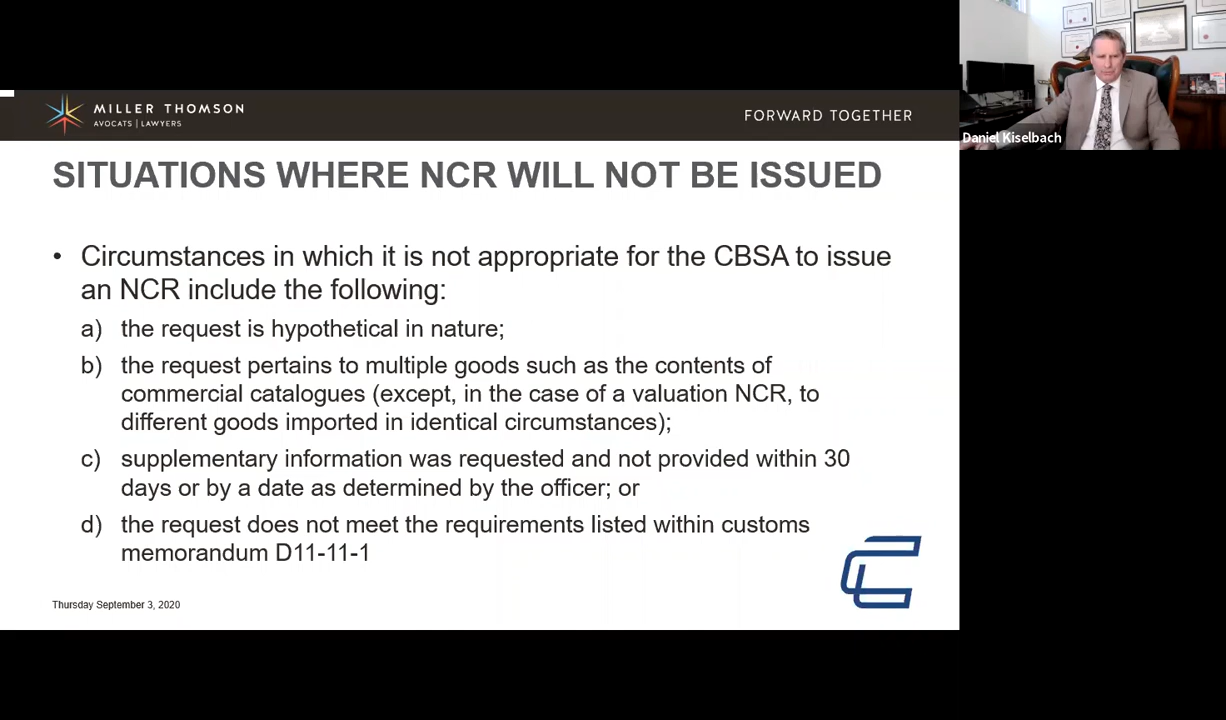 MILLER THOMSON
AVOCATS | LAWYERS
FORWARD TOGETHER
Daniel Kiselbach
SITUATIONS WHERE NCR WILL NOT BE ISSUED
• Circumstances in which it is not appropriate for the CBSA to issue
an NCR include the following:
a) the request is hypothetical in nature;
b) the request pertains to multiple goods such as the contents of
commercial catalogues (except, in the case of a valuation NCR, to
different goods imported in identical circumstances);
c) supplementary information was requested and not provided within 30
days or by a date as determined by the officer; or
d) the request does not meet the requirements listed within customs
memorandum D11-11-1
Thursday September 3, 2020